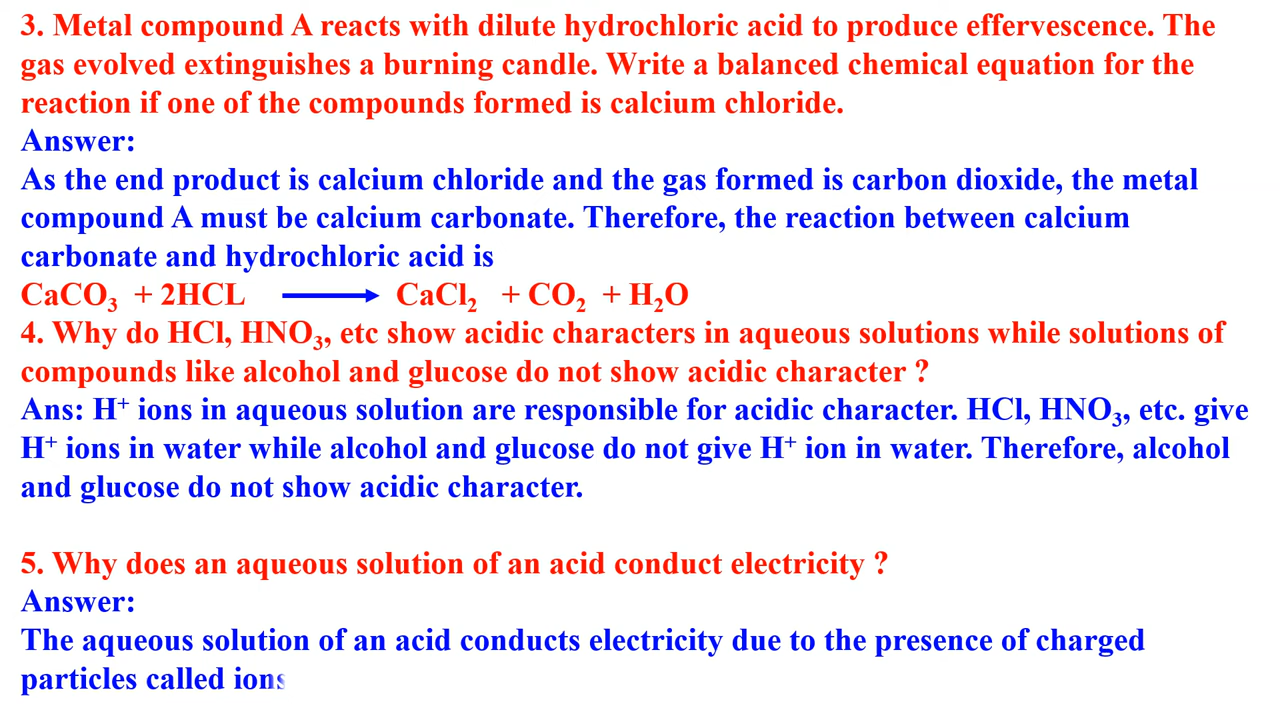 3. Metal compound A reacts with dilute hydrochloric acid to produce effervescence. The
gas evolved extinguishes a burning candle. Write a balanced chemical equation for the
reaction if one of the compounds formed is calcium chloride.
Answer:
As the end product is calcium chloride and the gas formed is carbon dioxide, the metal
compound A must be calcium carbonate. Therefore, the reaction between calcium
carbonate and hydrochloric acid is
CaCO₃ + 2HCL ⟶ CaCl₂ + CO₂ + H₂O
4. Why do HCl, HNO₃, etc show acidic characters in aqueous solutions while solutions of
compounds like alcohol and glucose do not show acidic character ?
Ans: H⁺ ions in aqueous solution are responsible for acidic character. HCl, HNO₃, etc. give
H⁺ ions in water while alcohol and glucose do not give H⁺ ion in water. Therefore, alcohol
and glucose do not show acidic character.
5. Why does an aqueous solution of an acid conduct electricity ?
Answer:
The aqueous solution of an acid conducts electricity due to the presence of charged
particles called ions